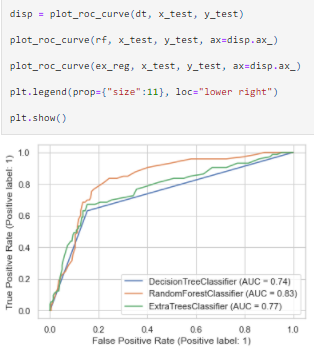 disp = plot_roc_curve(dt, x_test, y_test)
plot_roc_curve(rf, x_test, y_test, ax=disp.ax_)
plot_roc_curve(ex_reg, x_test, y_test, ax=disp.ax_)
plt.legend(prop={"size":11}, loc="lower right")
plt.show()
1.0
0.8
0.6
0.4
0.2
0.0
True Positive Rate (Positive label: 1)
DecisionTreeClassifier (AUC = 0.74)
RandomForestClassifier (AUC = 0.83)
ExtraTreesClassifier (AUC = 0.77)
0.0 0.2 0.4 0.6 0.8 1.0
False Positive Rate (Positive label: 1)